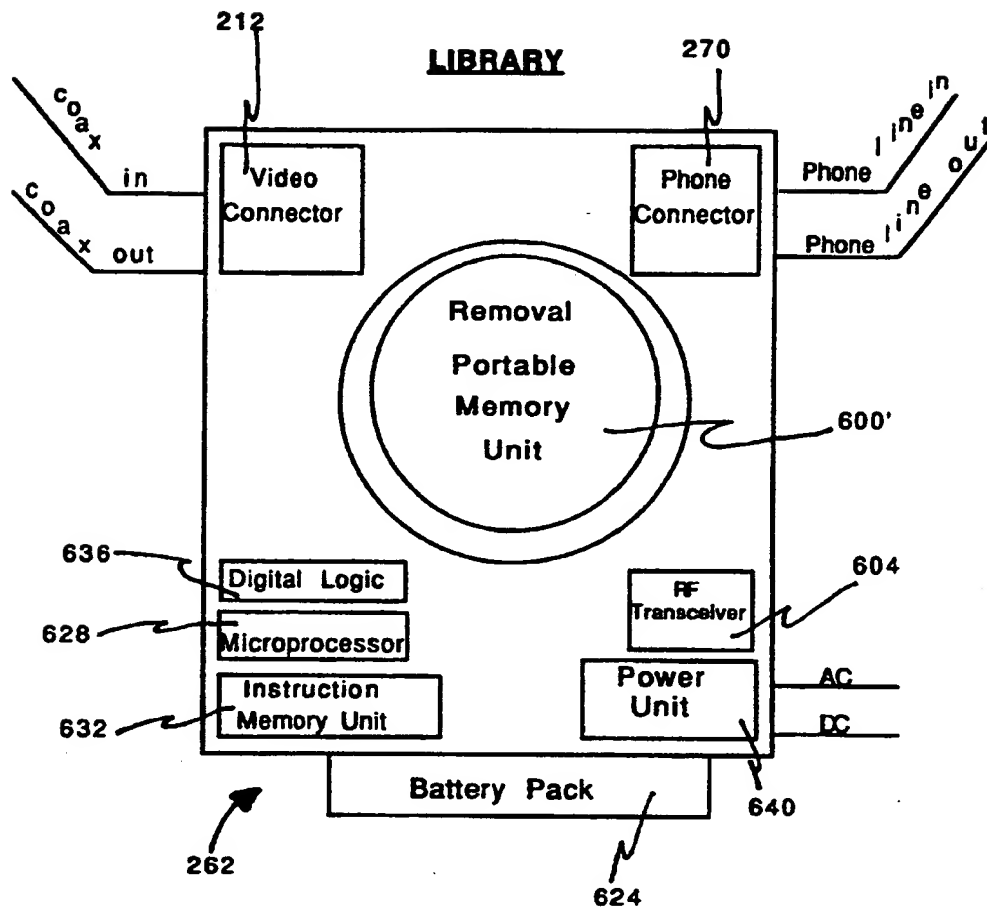 212
LIBRARY
270
coax in
coax out
Video
Connector
Phone
Connector
Phone line in
Phone line out
Removal
Portable
Memory
Unit
600'
636
Digital Logic
628
Microprocessor
632
Instruction
Memory Unit
RF
Transceiver
604
Power
Unit
AC
DC
640
Battery Pack
262
624